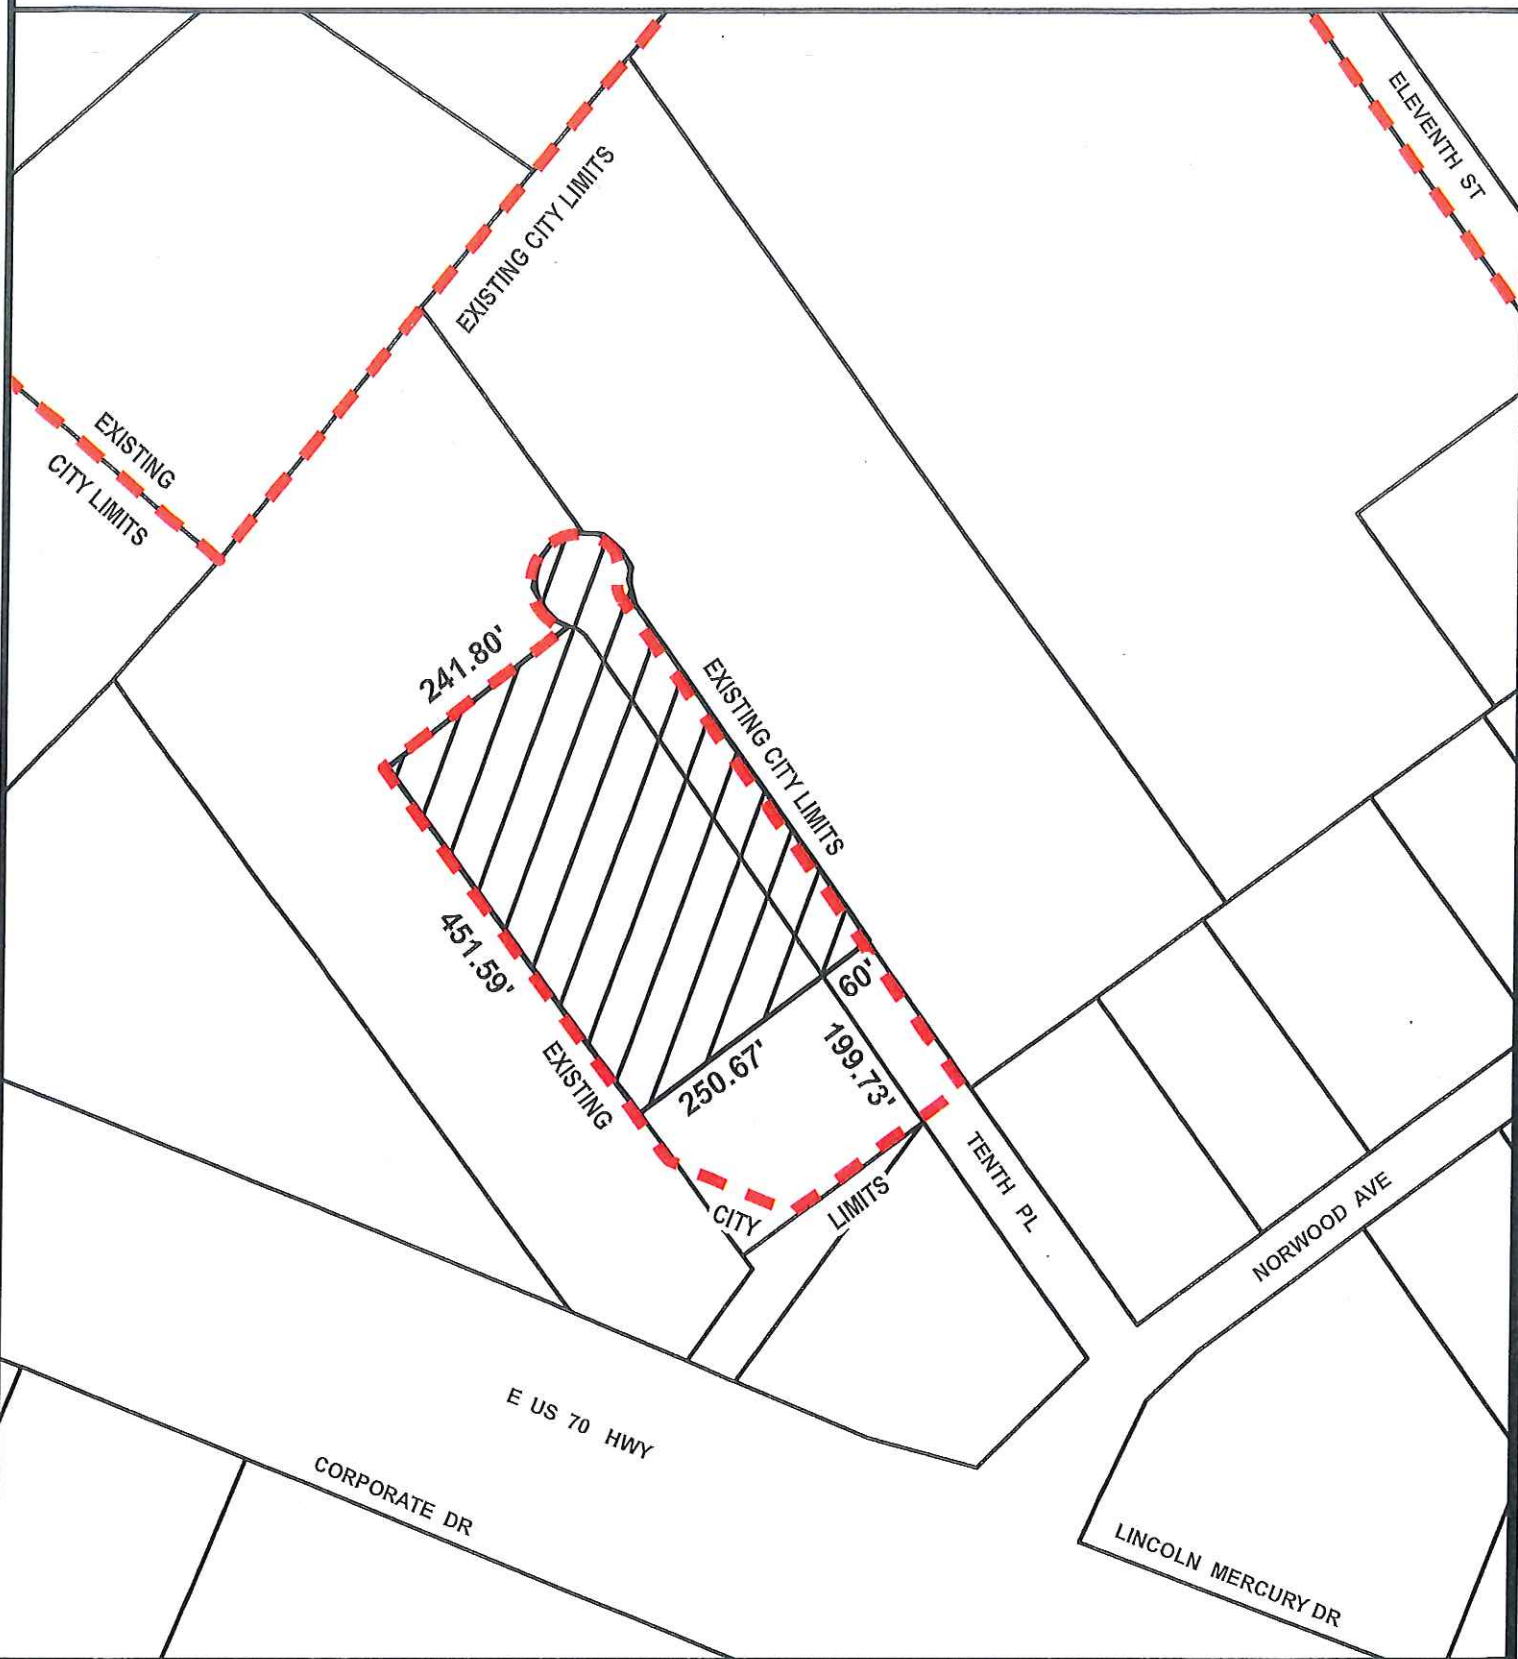 ELEVENTH ST
EXISTING CITY LIMITS
EXISTING
CITY LIMITS
241.80'
EXISTING CITY LIMITS
451.59'
60'
199.73'
250.67'
EXISTING
CITY
LIMITS
TENTH PL
NORWOOD AVE
E US 70 HWY
CORPORATE DR
LINCOLN MERCURY DR